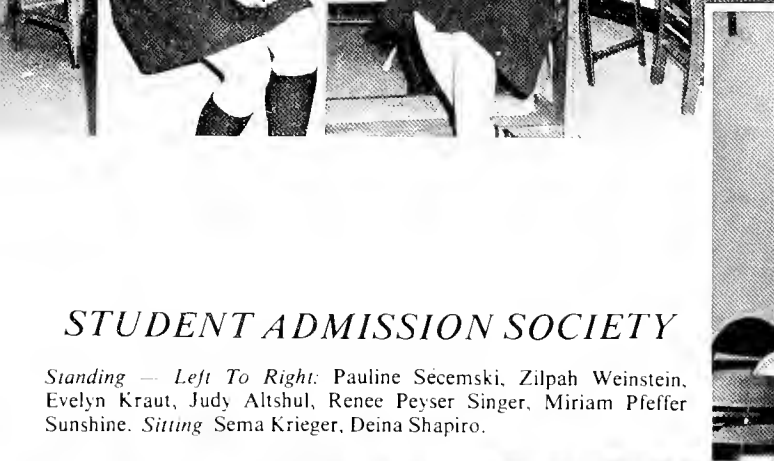 STUDENT ADMISSION SOCIETY
Standing — Left To Right: Pauline Secemski, Zilpah Weinstein,
Evelyn Kraut, Judy Altshul, Renee Peyser Singer, Miriam Pfeffer
Sunshine. Sitting Sema Krieger, Deina Shapiro.